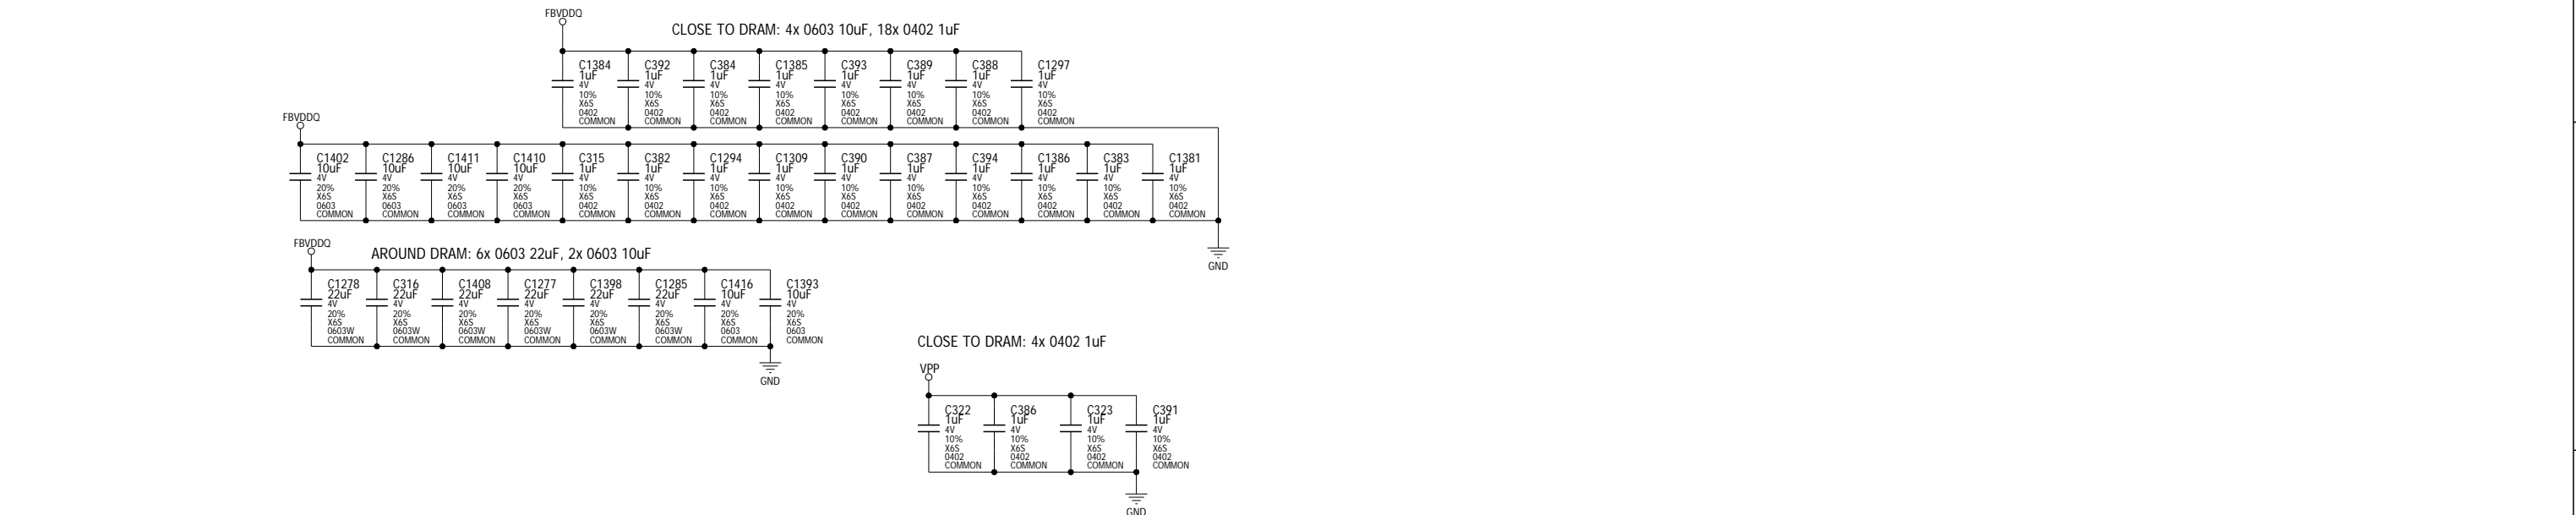 FBVDDQ
CLOSE TO DRAM: 4x 0603 10uF, 18x 0402 1uF
C1384 C392 C384 C1385 C393 C389 C388 C1297
1uF 1uF 1uF 1uF 1uF 1uF 1uF 1uF
4V 4V 4V 4V 4V 4V 4V 4V
10% 10% 10% 10% 10% 10% 10% 10%
X6S X6S X6S X6S X6S X6S X6S X6S
0402 0402 0402 0402 0402 0402 0402 0402
COMMON COMMON COMMON COMMON COMMON COMMON COMMON COMMON
FBVDDQ
C1402 C1286 C1411 C1410 C315 C382 C1294 C1309 C390 C387 C394 C1386 C383 C1381
10uF 10uF 10uF 10uF 1uF 1uF 1uF 1uF 1uF 1uF 1uF 1uF 1uF 1uF
4V 4V 4V 4V 4V 4V 4V 4V 4V 4V 4V 4V 4V 4V
20% 20% 20% 20% 10% 10% 10% 10% 10% 10% 10% 10% 10% 10%
X6S X6S X6S X6S X6S X6S X6S X6S X6S X6S X6S X6S X6S X6S
0603 0603 0603 0603 0402 0402 0402 0402 0402 0402 0402 0402 0402 0402
COMMON COMMON COMMON COMMON COMMON COMMON COMMON COMMON COMMON COMMON COMMON COMMON COMMON COMMON
GND
FBVDDQ
AROUND DRAM: 6x 0603 22uF, 2x 0603 10uF
C1278 C316 C1408 C1277 C1398 C1285 C1416 C1393
22uF 22uF 22uF 22uF 22uF 22uF 10uF 10uF
4V 4V 4V 4V 4V 4V 4V 4V
20% 20% 20% 20% 20% 20% 20% 20%
X6S X6S X6S X6S X6S X6S X6S X6S
0603W 0603W 0603W 0603W 0603W 0603W 0603 0603
COMMON COMMON COMMON COMMON COMMON COMMON COMMON COMMON
GND
CLOSE TO DRAM: 4x 0402 1uF
VPP
C322 C386 C323 C391
1uF 1uF 1uF 1uF
4V 4V 4V 4V
10% 10% 10% 10%
X6S X6S X6S X6S
0402 0402 0402 0402
COMMON COMMON COMMON COMMON
GND